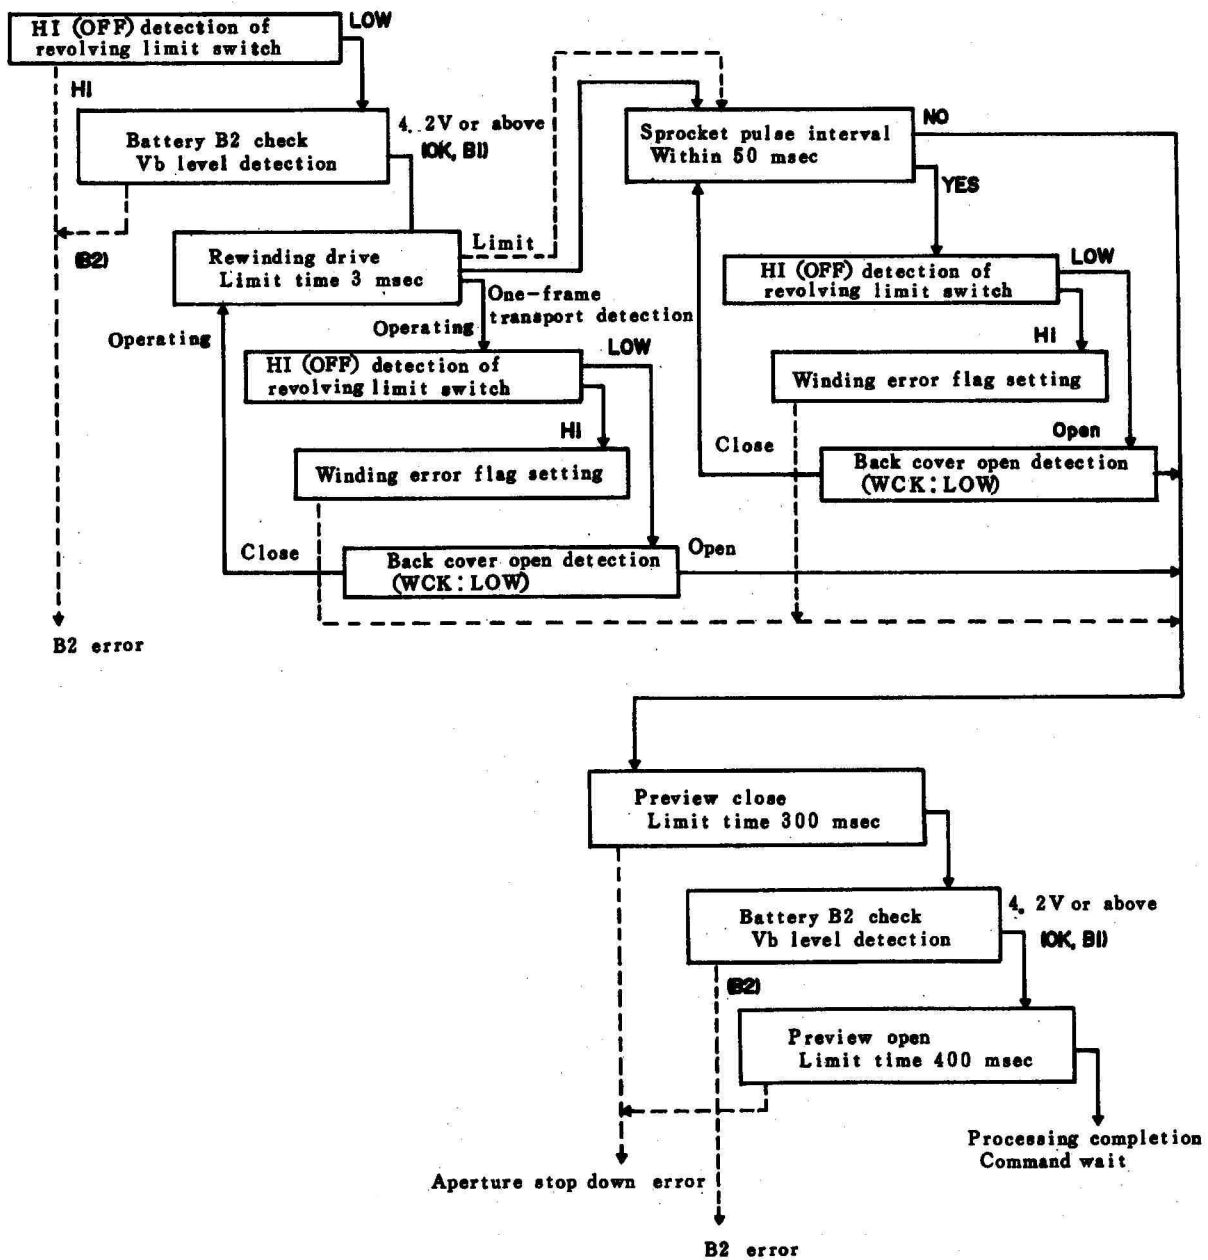 HI (OFF) detection of
revolving limit switch
LOW
HI
Battery B2 check
Vb level detection
4. 2V or above
(OK, B1)
(B2)
Rewinding drive
Limit time 3 msec
Limit
One-frame
transport detection
Operating
Operating
HI (OFF) detection of
revolving limit switch
LOW
HI
Winding error flag setting
Close
Back cover open detection
(WCK : LOW)
Open
B2 error
Sprocket pulse interval
Within 50 msec
NO
YES
HI (OFF) detection of
revolving limit switch
LOW
HI
Winding error flag setting
Close
Open
Back cover open detection
(WCK : LOW)
Preview close
Limit time 300 msec
Battery B2 check
Vb level detection
4. 2V or above
(OK, B1)
(B2)
Preview open
Limit time 400 msec
Processing completion
Command wait
Aperture stop down error
B2 error